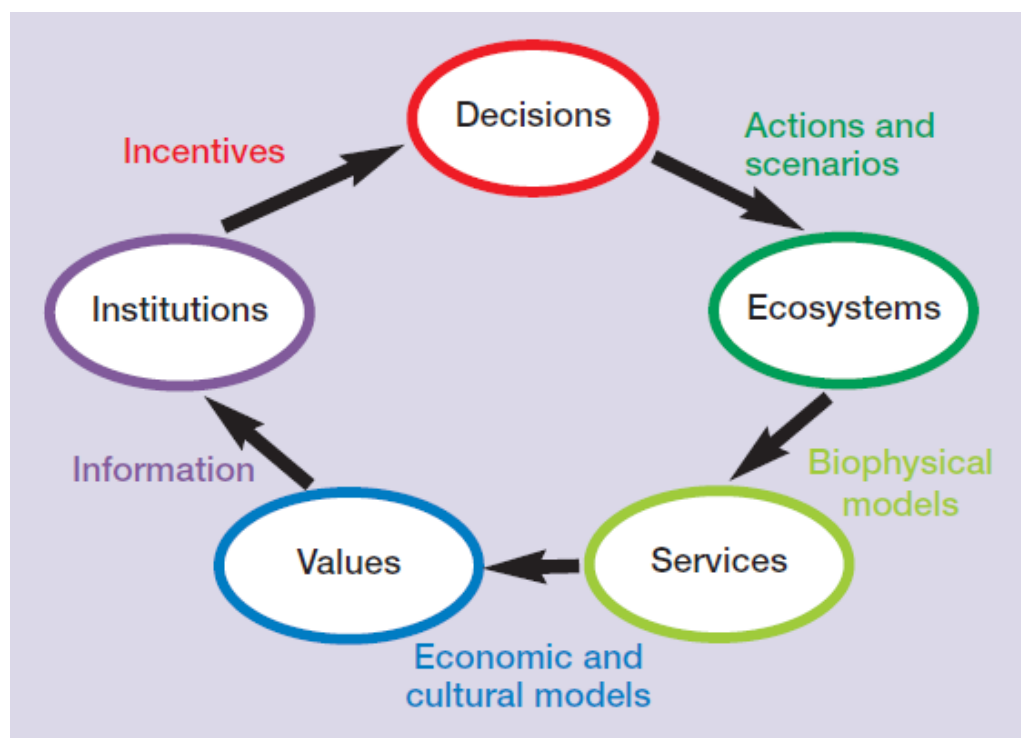 Decisions
Incentives
Actions and
scenarios
Institutions
Ecosystems
Information
Biophysical
models
Values
Services
Economic and
cultural models